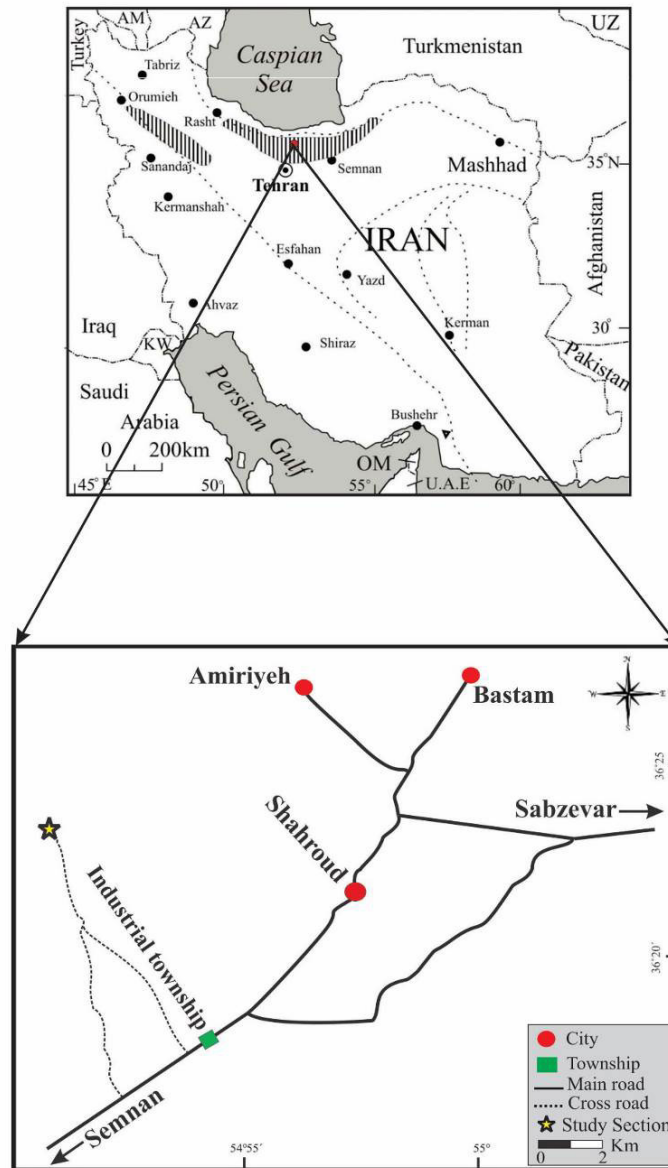 AM
AZ
UZ
Turkey
Caspian
Sea
Turkmenistan
Tabriz
Orumieh
Rasht
Sanandaj
Semnan
Mashhad
35°N
Tehran
Kermanshah
IRAN
Afghanistan
Esfahan
Yazd
Ahvaz
Kerman
30°
Iraq
KW
Shiraz
Pakistan
Saudi
Arabia
Persian Gulf
Bushehr
0 200km
OM
U.A.E
45°E
50°
55°
60°
Amiriyeh
Bastam
N
W
E
S
36°25
Sabzevar
Shahroud
Industrial township
36°20
Semnan
City
Township
Main road
Cross road
Study Section
Km
0 2
54°55
55°